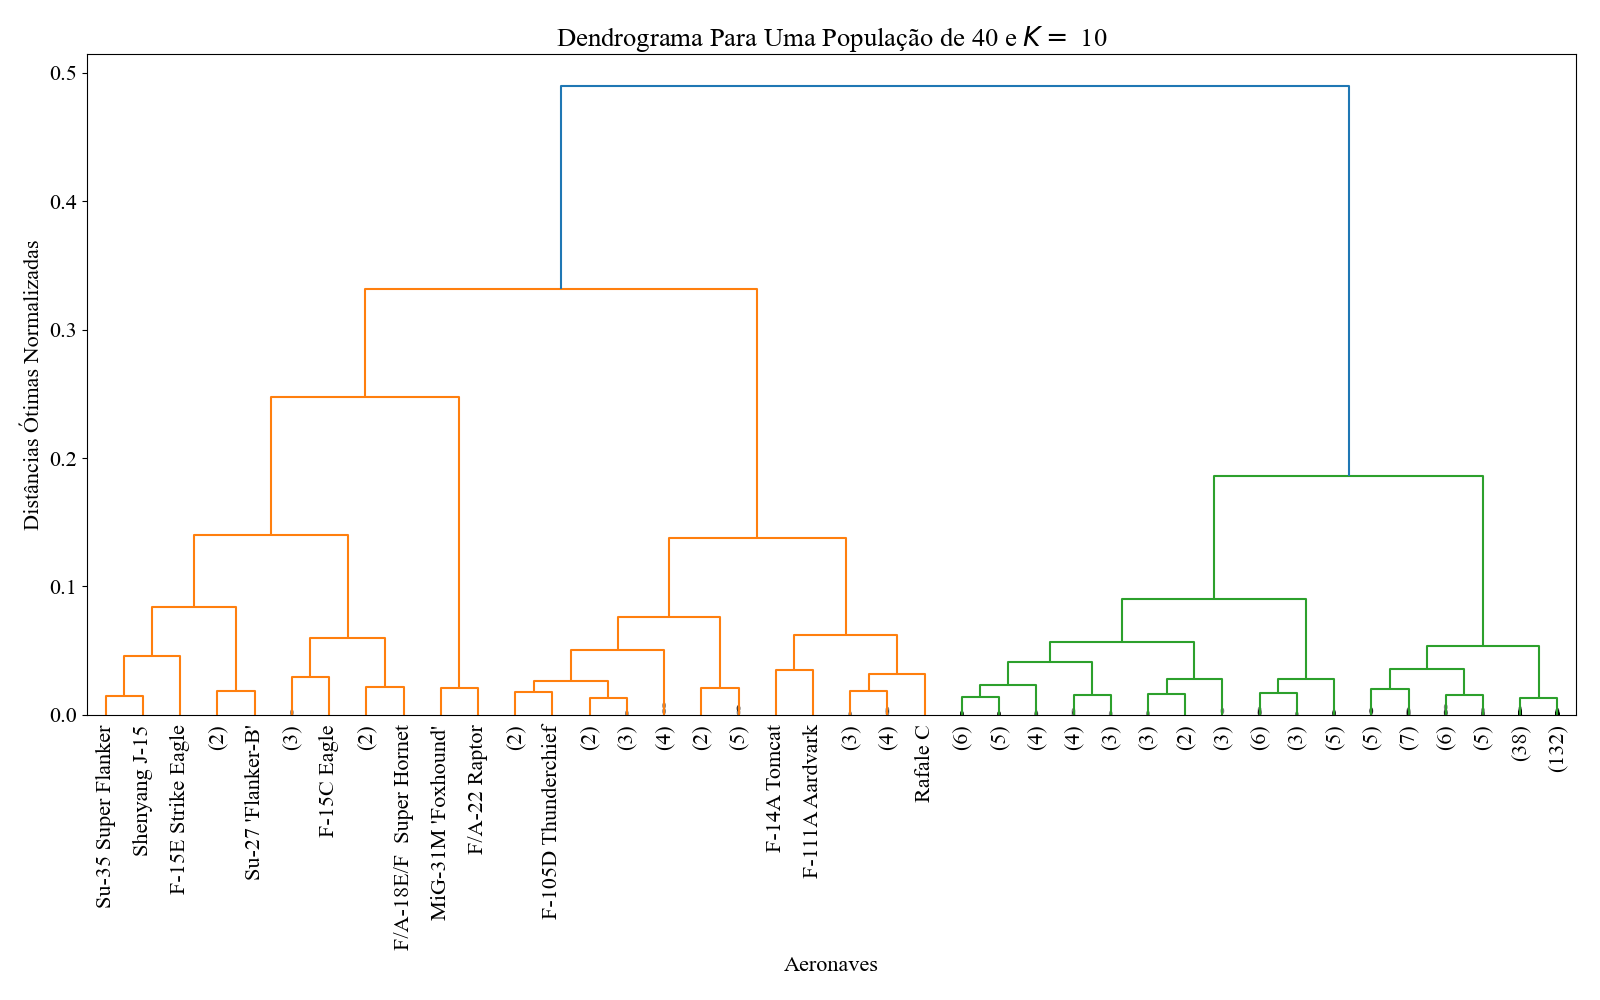 Dendrograma Para Uma População de 40 e K = 10
Distâncias Ótimas Normalizadas
0.5
0.4
0.3
0.2
0.1
0.0
Su-35 Super Flanker
Shenyang J-15
F-15E Strike Eagle
(2)
Su-27 'Flanker-B'
(3)
F-15C Eagle
(2)
F/A-18E/F  Super Hornet
MiG-31M 'Foxhound'
F/A-22 Raptor
(2)
F-105D Thunderchief
(2)
(3)
(4)
(2)
(5)
F-14A Tomcat
F-111A Aardvark
(3)
(4)
Rafale C
(6)
(5)
(4)
(4)
(3)
(3)
(2)
(3)
(6)
(3)
(5)
(5)
(7)
(6)
(5)
(38)
(132)
Aeronaves